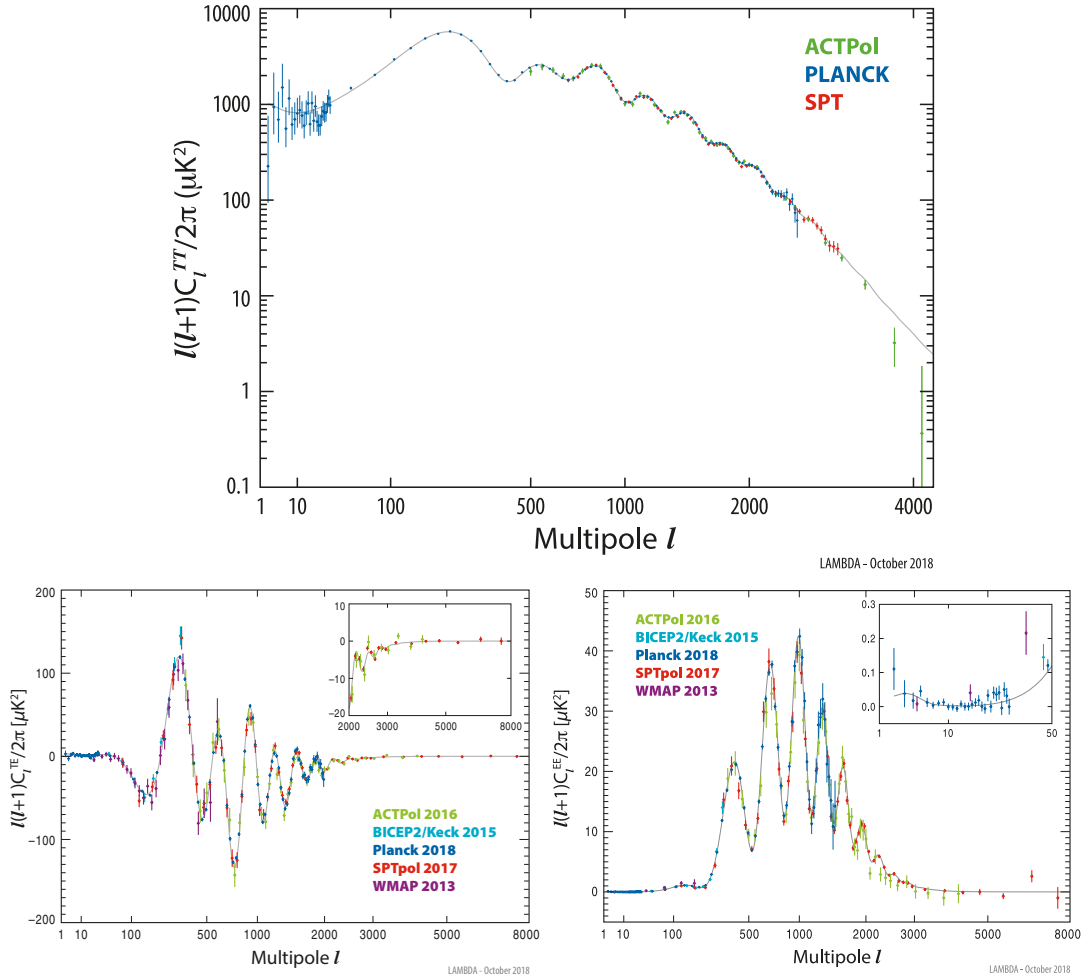 10000
1000
100
10
1
0.1
l(l+1)C_l^TT/2π (μK²)
ACTPol
PLANCK
SPT
1 10 100 500 1000 2000 4000
Multipole l
LAMBDA – October 2018
200
100
0
−100
−200
l(l+1)C_l^TE/2π [μK²]
10
0
−10
−20
2000 3000 5000 8000
ACTPol 2016
BICEP2/Keck 2015
Planck 2018
SPTpol 2017
WMAP 2013
1 10 100 500 1000 2000 3000 5000 8000
Multipole l
LAMBDA – October 2018
50
40
30
20
10
0
l(l+1)C_l^EE/2π [μK²]
ACTPol 2016
BICEP2/Keck 2015
Planck 2018
SPTpol 2017
WMAP 2013
0.3
0.2
0.1
0.0
1 10 50
1 10 100 500 1000 2000 3000 5000 8000
Multipole l
LAMBDA – October 2018